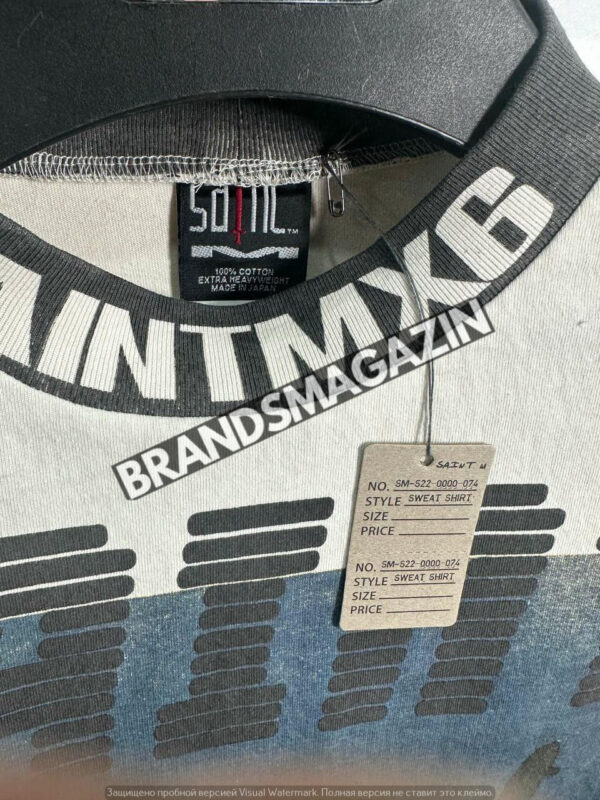 saint™
100% COTTON
EXTRA HEAVYWEIGHT
MADE IN JAPAN
AINTMX6
BRANDSMAGAZIN
SAINT M
NO. SM-S22-0000-074
STYLE SWEAT SHIRT
SIZE
PRICE
NO. SM-S22-0000-074
STYLE SWEAT SHIRT
SIZE
PRICE
Защищено пробной версией Visual Watermark. Полная версия не ставит это клеймо.